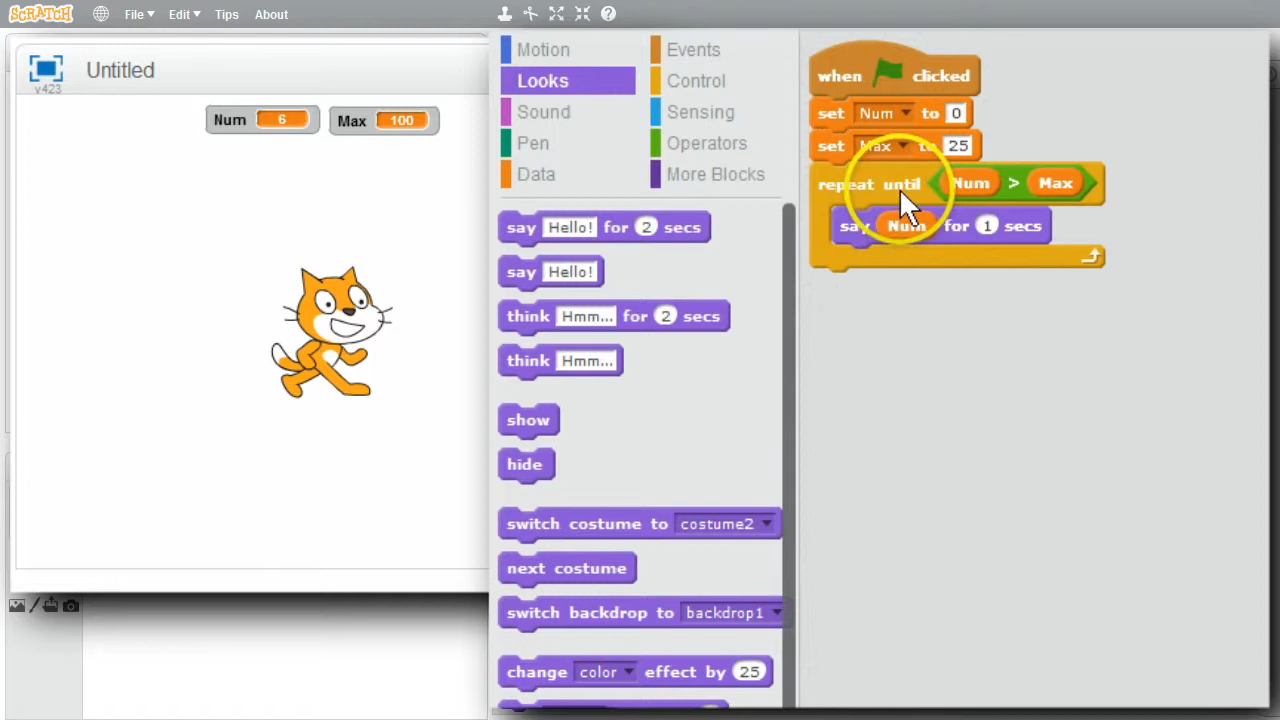 SCRATCH File Edit Tips About
v423
Untitled
Num 6 Max 100
Motion Events
Looks Control
Sound Sensing
Pen Operators
Data More Blocks
say Hello! for 2 secs
say Hello!
think Hmm... for 2 secs
think Hmm...
show
hide
switch costume to costume2
next costume
switch backdrop to backdrop1
change color effect by 25
when clicked
set Num to 0
set Max to 25
repeat until Num > Max
say Num for 1 secs